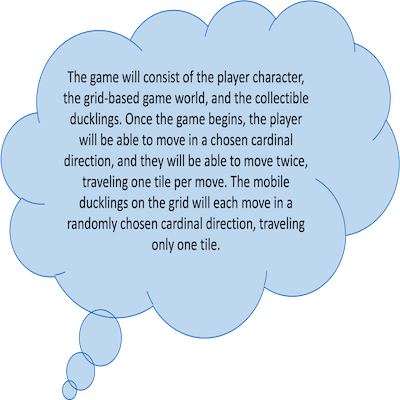 The game will consist of the player character,
the grid-based game world, and the collectible
ducklings. Once the game begins, the player
will be able to move in a chosen cardinal
direction, and they will be able to move twice,
traveling one tile per move. The mobile
ducklings on the grid will each move in a
randomly chosen cardinal direction, traveling
only one tile.